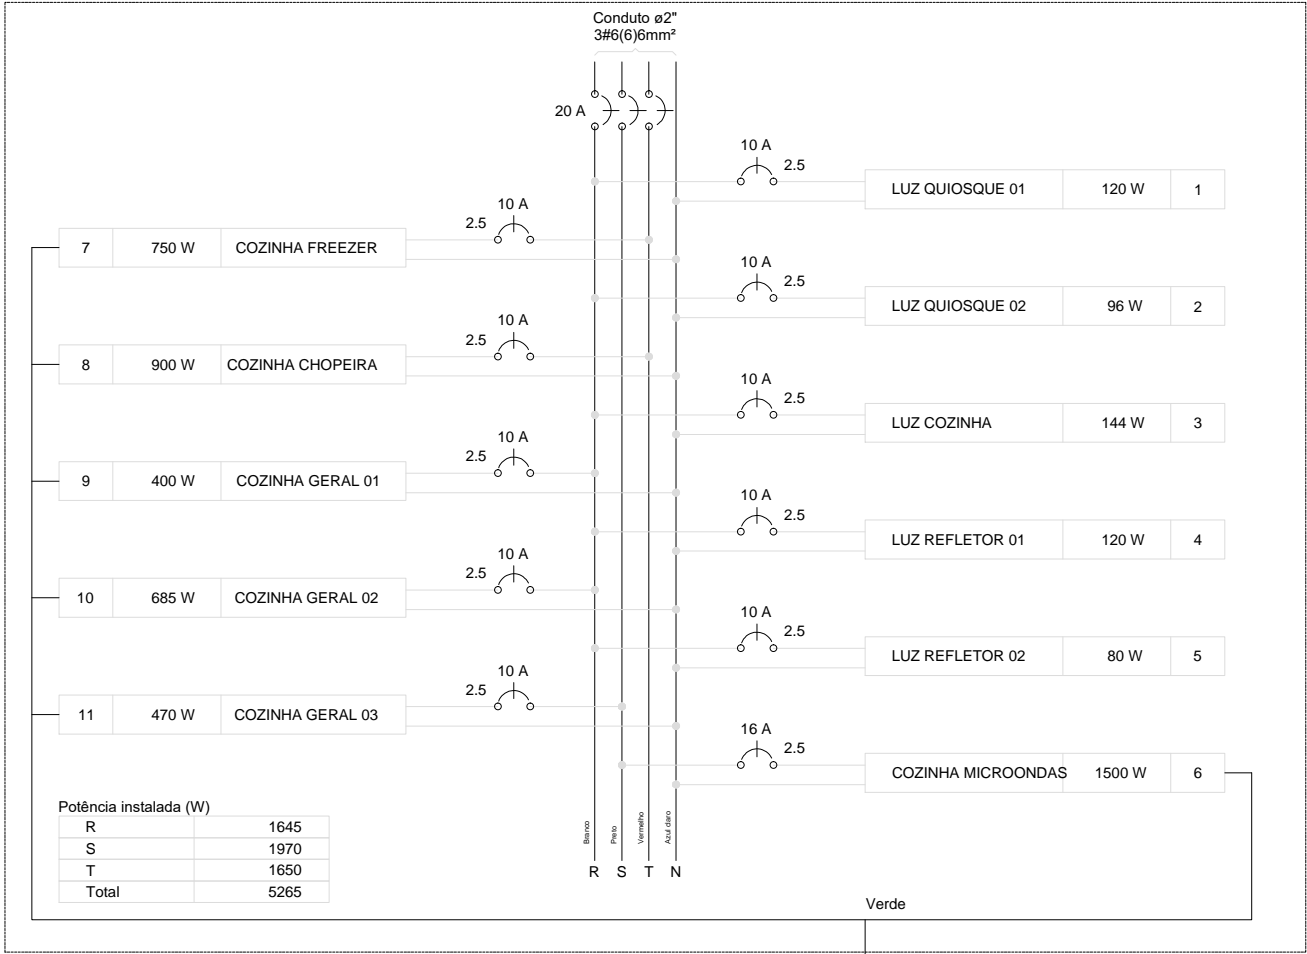 Conduto ø2"
3#6(6)6mm²
20 A
10 A
2.5
LUZ QUIOSQUE 01 120 W 1
10 A
2.5
7 750 W COZINHA FREEZER
10 A
2.5
LUZ QUIOSQUE 02 96 W 2
10 A
2.5
8 900 W COZINHA CHOPEIRA
10 A
2.5
LUZ COZINHA 144 W 3
10 A
2.5
9 400 W COZINHA GERAL 01
10 A
2.5
LUZ REFLETOR 01 120 W 4
10 A
2.5
10 685 W COZINHA GERAL 02
10 A
2.5
LUZ REFLETOR 02 80 W 5
10 A
2.5
11 470 W COZINHA GERAL 03
16 A
2.5
COZINHA MICROONDAS 1500 W 6
Potência instalada (W)
R 1645
S 1970
T 1650
Total 5265
Branco
Preto
Vermelho
Azul claro
R S T N
Verde